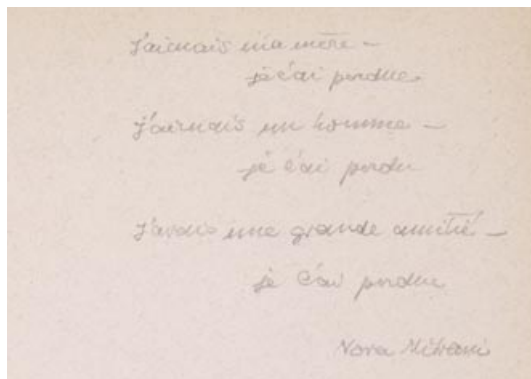 J'aimais ma mère –
je l'ai perdue
J'aimais un homme –
je l'ai perdu
J'avais une grande amitié –
je l'ai perdue
Nora Mitrani